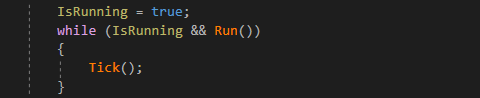 IsRunning = true;
while (IsRunning && Run())
{
    Tick();
}